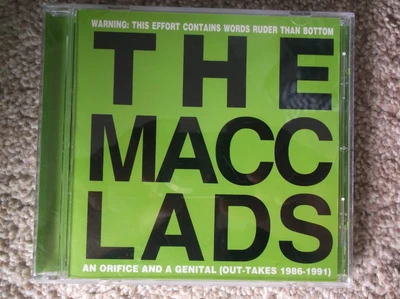 WARNING: THIS EFFORT CONTAINS WORDS RUDER THAN BOTTOM
THE
MACC
LADS
AN ORIFICE AND A GENITAL (OUT-TAKES 1986-1991)